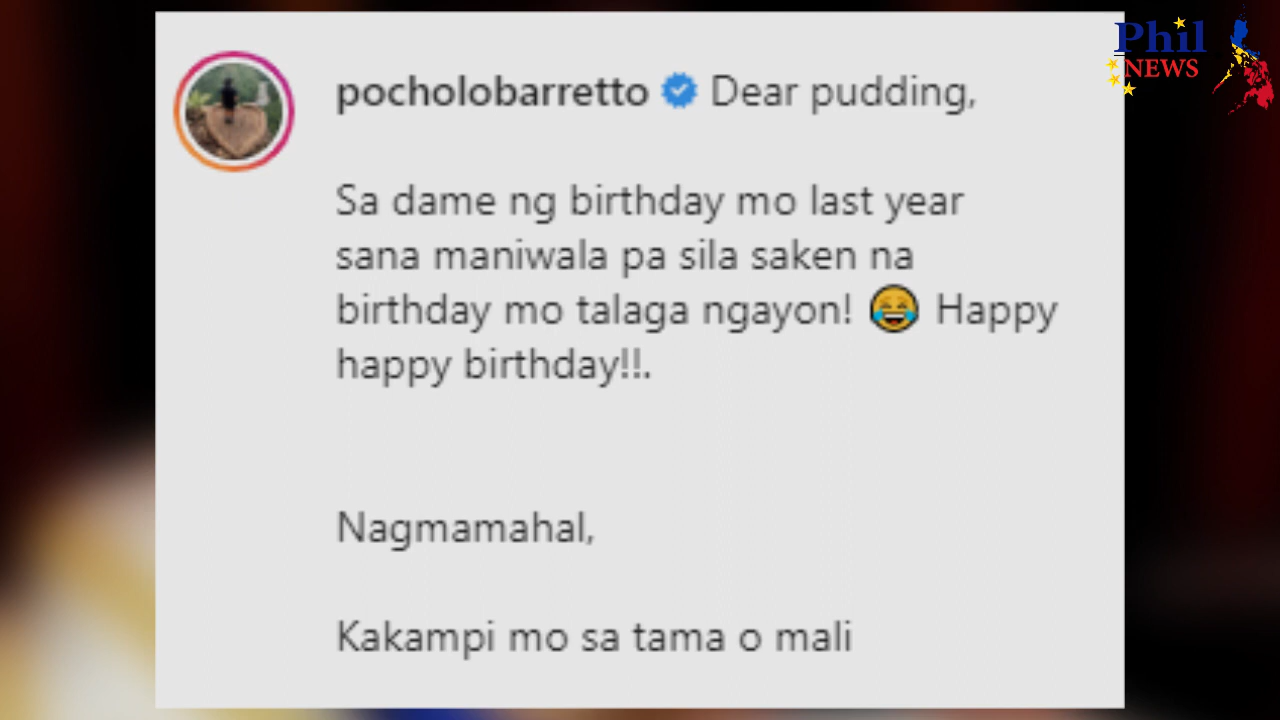 pocholobarretto Dear pudding,
Sa dame ng birthday mo last year
sana maniwala pa sila saken na
birthday mo talaga ngayon! 😂 Happy
happy birthday!!.
Nagmamahal,
Kakampi mo sa tama o mali
Phil
NEWS